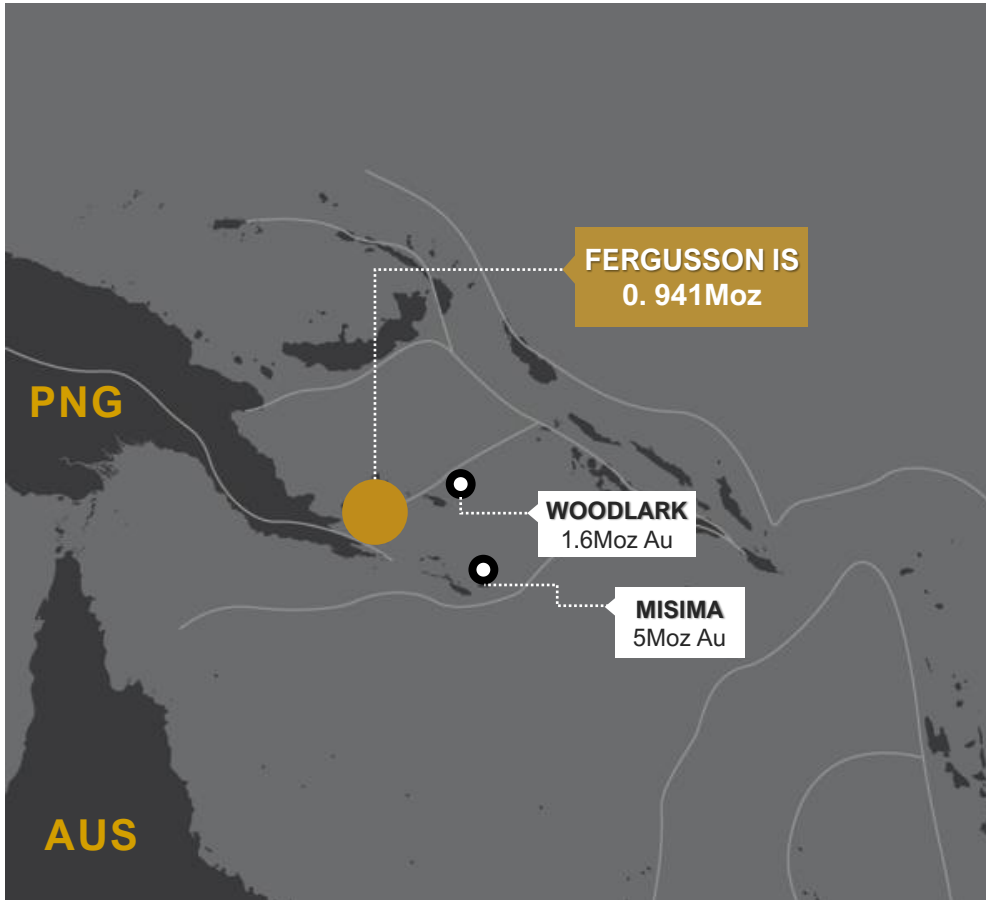 FERGUSSON IS
0. 941Moz
PNG
WOODLARK
1.6Moz Au
MISIMA
5Moz Au
AUS